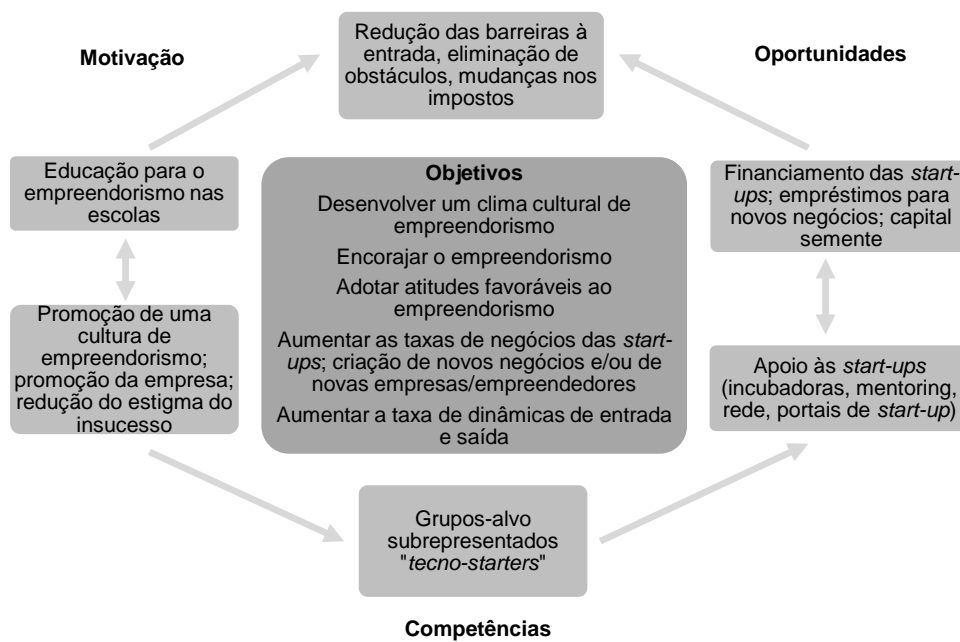 Motivação
Redução das barreiras à
entrada, eliminação de
obstáculos, mudanças nos
impostos
Oportunidades
Educação para o
empreendorismo nas
escolas
Objetivos
Desenvolver um clima cultural de
empreendorismo
Encorajar o empreendorismo
Adotar atitudes favoráveis ao
empreendorismo
Aumentar as taxas de negócios das start-
ups; criação de novos negócios e/ou de
novas empresas/empreendedores
Aumentar a taxa de dinâmicas de entrada
e saída
Financiamento das start-
ups; empréstimos para
novos negócios; capital
semente
Promoção de uma
cultura de
empreendorismo;
promoção da empresa;
redução do estigma do
insucesso
Apoio às start-ups
(incubadoras, mentoring,
rede, portais de start-up)
Grupos-alvo
subrepresentados
"tecno-starters"
Competências